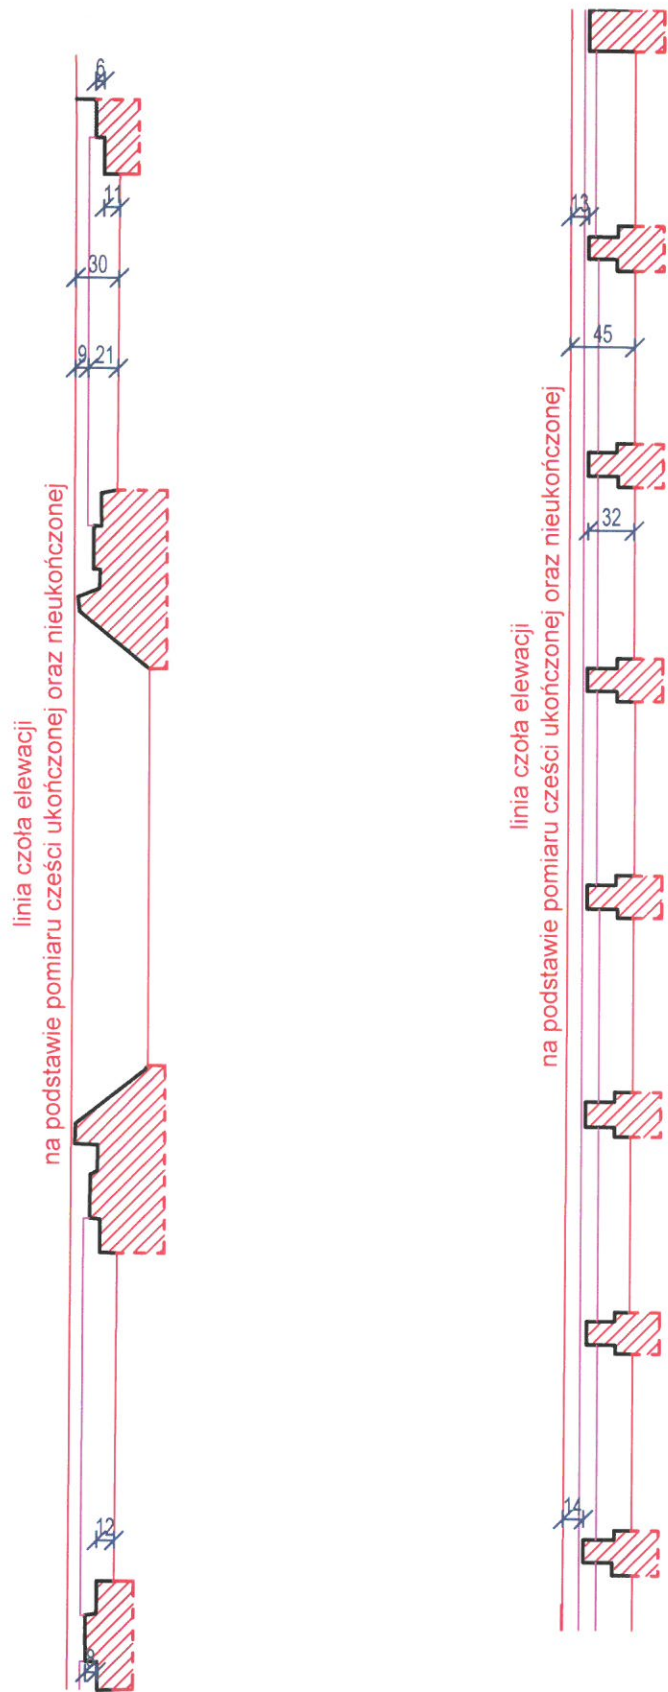 6
11
30
9 21
linia czoła elewacji
na podstawie pomiaru cześci ukończonej oraz nieukończonej
12
8
13
45
32
linia czoła elewacji
na podstawie pomiaru cześci ukończonej oraz nieukończonej
14